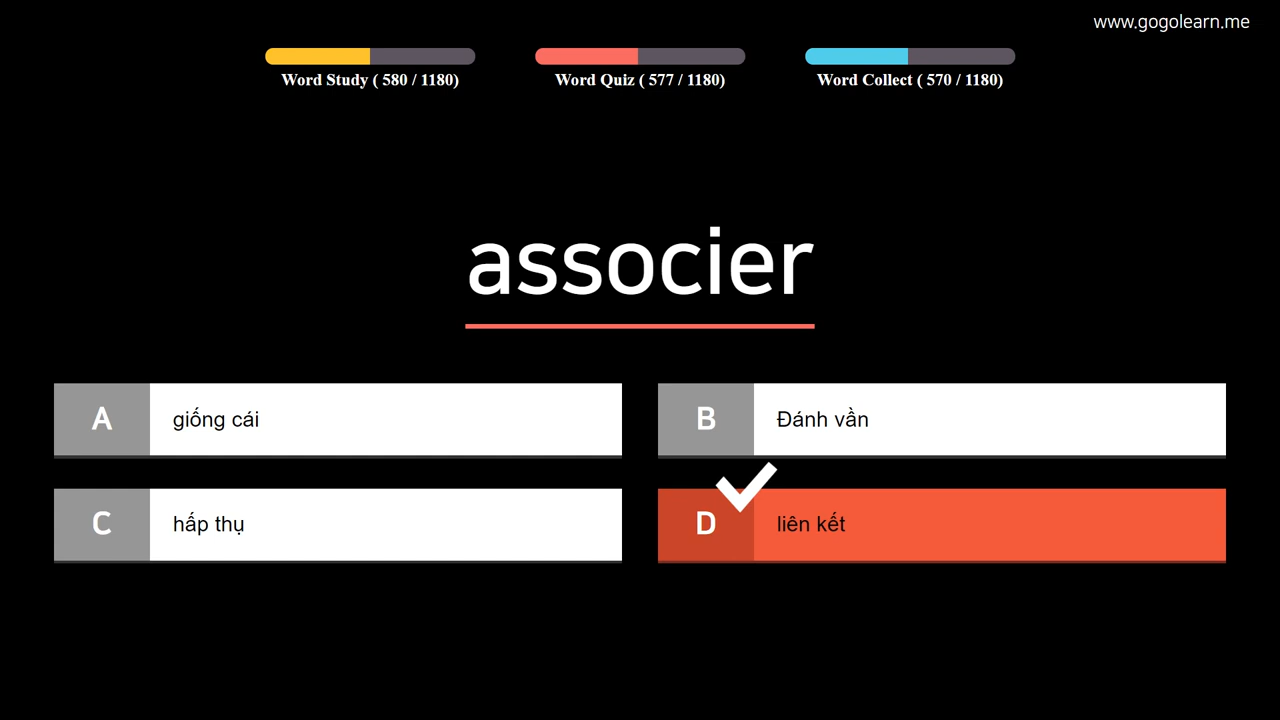 www.gogolearn.me
Word Study ( 580 / 1180)
Word Quiz ( 577 / 1180)
Word Collect ( 570 / 1180)
associer
A giống cái
B Đánh vần
C hấp thụ
D liên kết